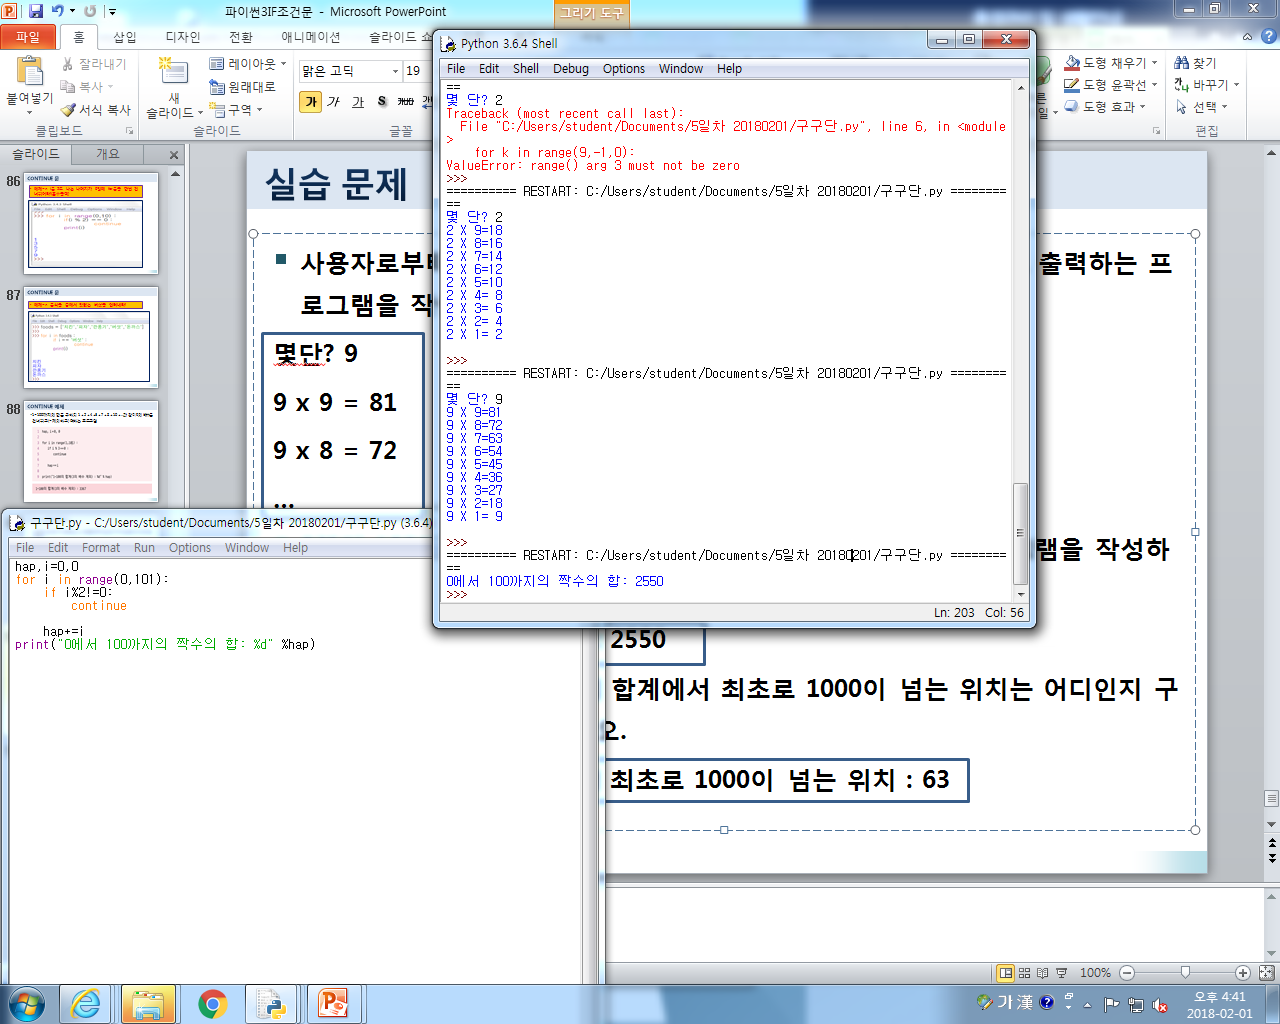 파이썬3IF조건문 - Microsoft PowerPoint
그리기 도구
파일 홈 삽입 디자인 전환 애니메이션 슬라이드 쇼
붙여넣기
잘라내기
복사
서식 복사
클립보드
새
슬라이드
레이아웃
원래대로
구역
슬라이드
맑은 고딕 19
가 가 가 S
글꼴
도형 채우기
도형 윤곽선
도형 효과
찾기
바꾸기
선택
편집
슬라이드 개요
86
CONTINUE 문
87
CONTINUE 문
88
CONTINUE 예제
실습 문제
사용자로부터
출력하는 프
로그램을 작
몇단? 9
9 x 9 = 81
9 x 8 = 72
...
램을 작성하
2550
합계에서 최초로 1000이 넘는 위치는 어디인지 구
오.
최초로 1000이 넘는 위치 : 63
Python 3.6.4 Shell
File Edit Shell Debug Options Window Help
==
몇 단? 2
Traceback (most recent call last):
  File "C:/Users/student/Documents/5일차 20180201/구구단.py", line 6, in <module
>
    for k in range(9,-1,0):
ValueError: range() arg 3 must not be zero
>>>
========== RESTART: C:/Users/student/Documents/5일차 20180201/구구단.py ========
==
몇 단? 2
2 X 9=18
2 X 8=16
2 X 7=14
2 X 6=12
2 X 5=10
2 X 4= 8
2 X 3= 6
2 X 2= 4
2 X 1= 2
>>>
========== RESTART: C:/Users/student/Documents/5일차 20180201/구구단.py ========
==
몇 단? 9
9 X 9=81
9 X 8=72
9 X 7=63
9 X 6=54
9 X 5=45
9 X 4=36
9 X 3=27
9 X 2=18
9 X 1= 9
>>>
========== RESTART: C:/Users/student/Documents/5일차 20180201/구구단.py ========
==
0에서 100까지의 짝수의 합: 2550
>>>
Ln: 203 Col: 56
구구단.py - C:/Users/student/Documents/5일차 20180201/구구단.py (3.6.4)
File Edit Format Run Options Window Help
hap,i=0,0
for i in range(0,101):
    if i%2!=0:
        continue
    hap+=i
print("0에서 100까지의 짝수의 합: %d" %hap)
100%
가 漢
오후 4:41
2018-02-01